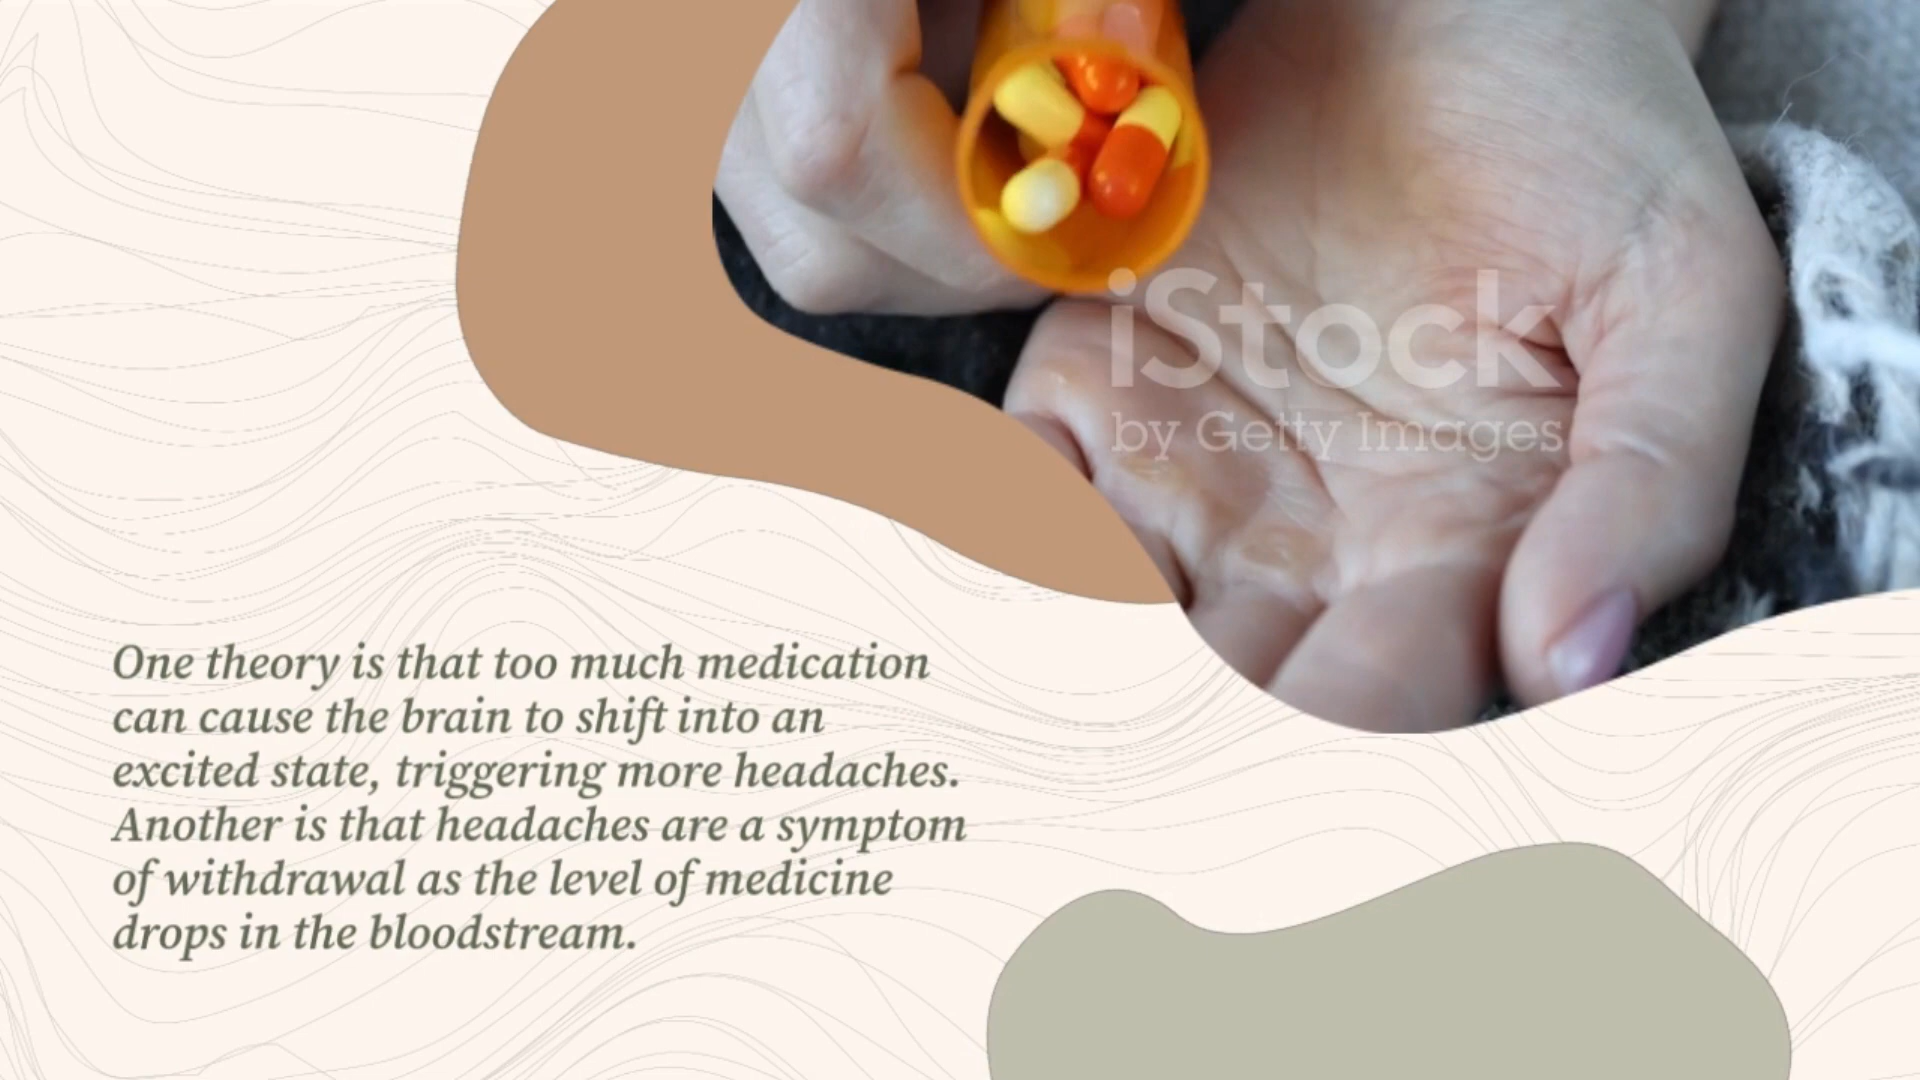 iStock
by Getty Images
One theory is that too much medication
can cause the brain to shift into an
excited state, triggering more headaches.
Another is that headaches are a symptom
of withdrawal as the level of medicine
drops in the bloodstream.